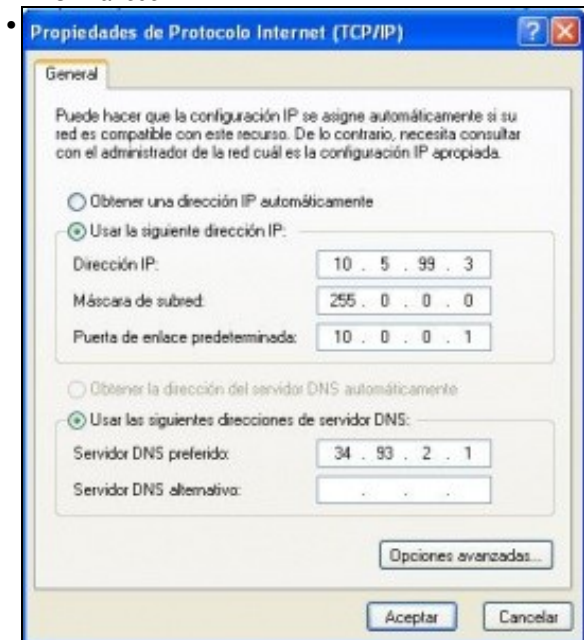 Propiedades de Protocolo Internet (TCP/IP)
General
Puede hacer que la configuración IP se asigne automáticamente si su
red es compatible con este recurso. De lo contrario, necesita consultar
con el administrador de la red cuál es la configuración IP apropiada.
Obtener una dirección IP automáticamente
Usar la siguiente dirección IP:
Dirección IP: 10 . 5 . 99 . 3
Máscara de subred: 255 . 0 . 0 . 0
Puerta de enlace predeterminada: 10 . 0 . 0 . 1
Obtener la dirección del servidor DNS automáticamente
Usar las siguientes direcciones de servidor DNS:
Servidor DNS preferido: 34 . 93 . 2 . 1
Servidor DNS alternativo: . . .
Opciones avanzadas...
Aceptar Cancelar